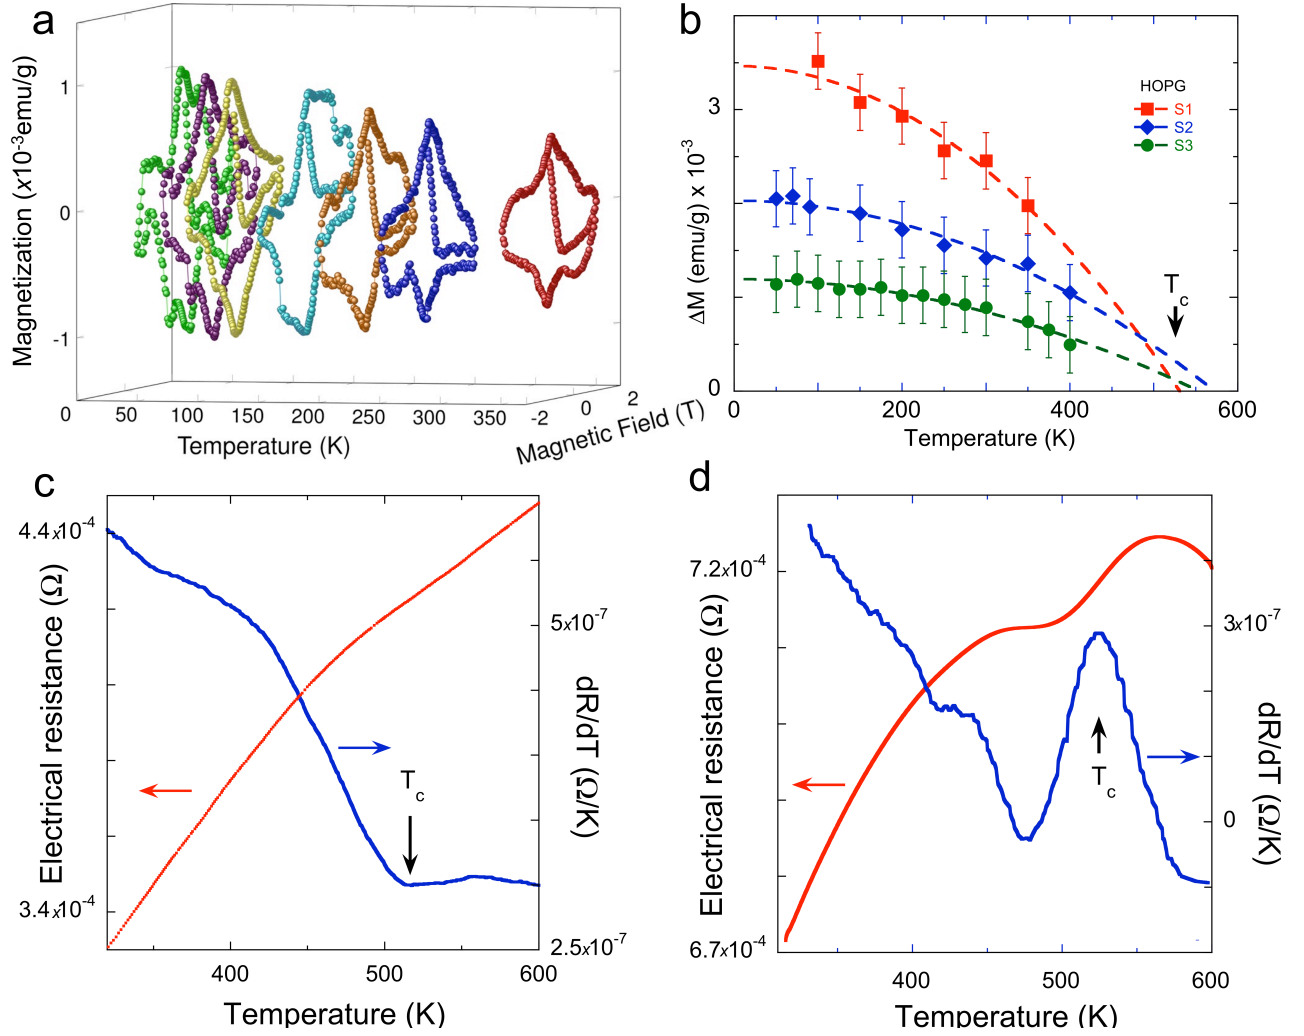 a
Magnetization (x10⁻³emu/g)
1
0
-1
0
50
100
150
200
250
300
350
-2
0
2
Temperature (K)
Magnetic Field (T)
b
ΔM (emu/g) x 10⁻³
3
0
HOPG
S1
S2
S3
Tc
0
200
400
600
Temperature (K)
c
Electrical resistance (Ω)
4.4x10⁻⁴
3.4x10⁻⁴
5x10⁻⁷
2.5x10⁻⁷
dR/dT (Ω/K)
Tc
400
500
600
Temperature (K)
d
Electrical resistance (Ω)
7.2x10⁻⁴
6.7x10⁻⁴
3x10⁻⁷
0
dR/dT (Ω/K)
Tc
400
500
600
Temperature (K)